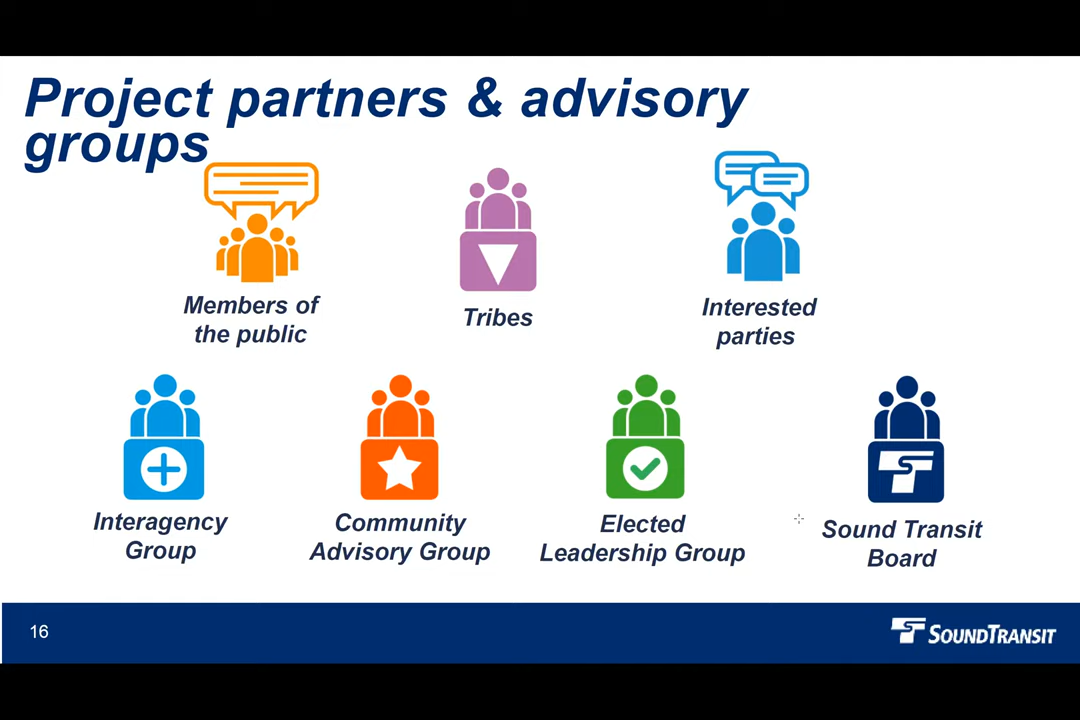 Project partners & advisory
groups
Members of
the public
Tribes
Interested
parties
Interagency
Group
Community
Advisory Group
Elected
Leadership Group
Sound Transit
Board
16
SOUNDTRANSIT